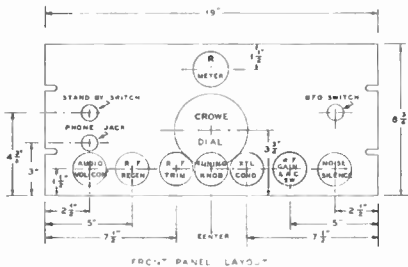 19"
R
METER
1 1/2"
STAND BY SWITCH
BFO SWITCH
CROWE
DIAL
PHONE JACK
8 3/4"
4 3/4"
3"
3 3/4"
AUDIO
VOL. CON.
R F
REGEN
R F
TRIM
TUNING
KNOB
XTL
COND
R F
GAIN
SW
NOISE
SILENCE
2 1/2"
2 1/2"
5"
5"
7 1/2"
CENTER
7 1/2"
FRONT PANEL LAYOUT